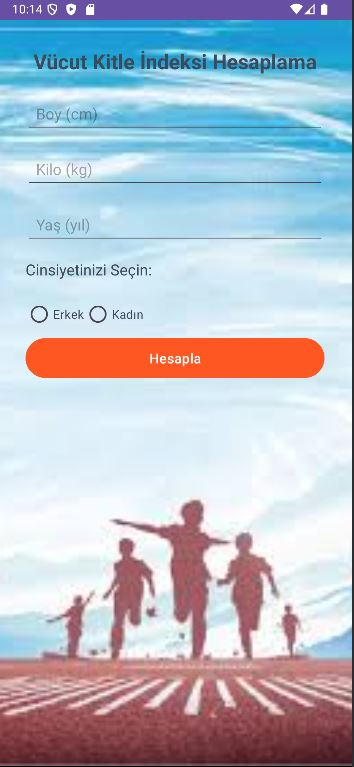 10:14
Vücut Kitle İndeksi Hesaplama
Boy (cm)
Kilo (kg)
Yaş (yıl)
Cinsiyetinizi Seçin:
Erkek Kadın
Hesapla